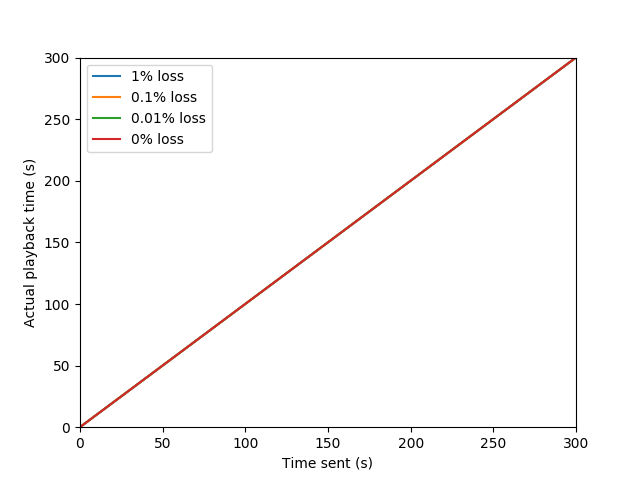 300
250
200
150
100
50
0
Actual playback time (s)
1% loss
0.1% loss
0.01% loss
0% loss
0 50 100 150 200 250 300
Time sent (s)